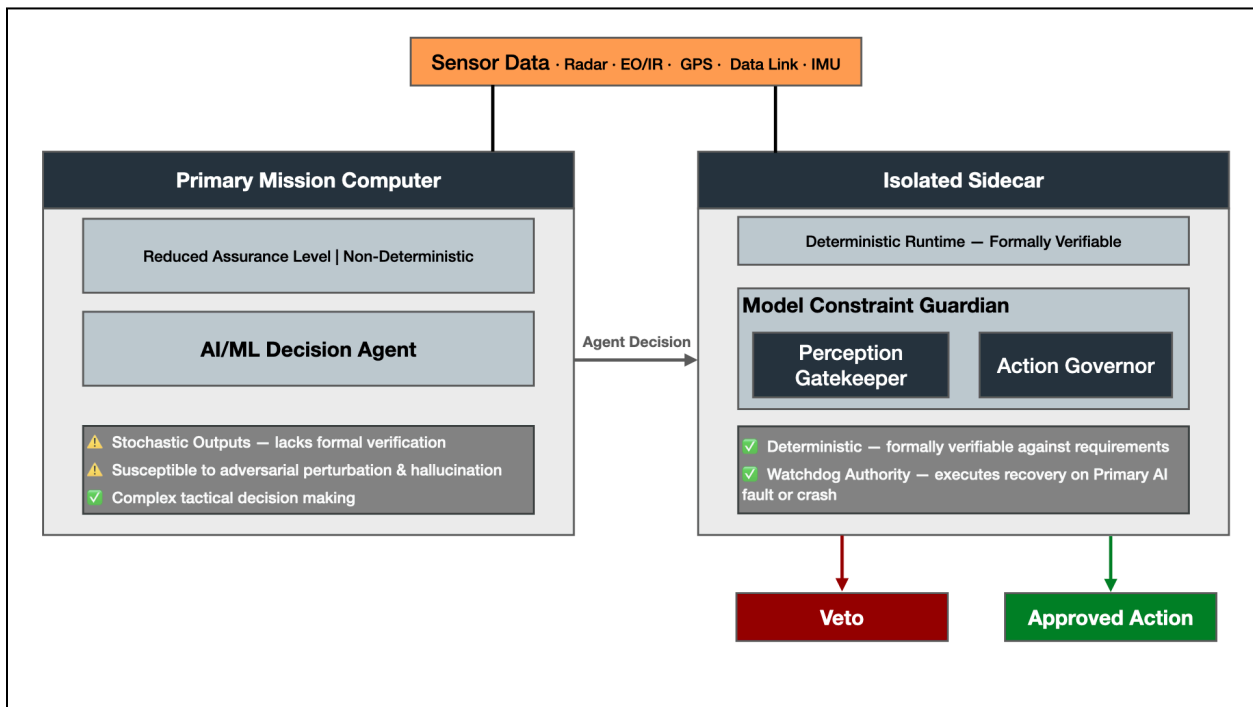 Sensor Data · Radar · EO/IR · GPS · Data Link · IMU
Primary Mission Computer
Reduced Assurance Level | Non-Deterministic
AI/ML Decision Agent
⚠️ Stochastic Outputs — lacks formal verification
⚠️ Susceptible to adversarial perturbation & hallucination
✅ Complex tactical decision making
Agent Decision
Isolated Sidecar
Deterministic Runtime — Formally Verifiable
Model Constraint Guardian
Perception
Gatekeeper
Action Governor
✅ Deterministic — formally verifiable against requirements
✅ Watchdog Authority — executes recovery on Primary AI
fault or crash
Veto
Approved Action